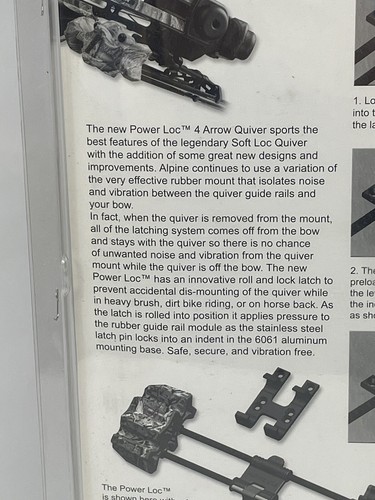 The new Power Loc™ 4 Arrow Quiver sports the
best features of the legendary Soft Loc Quiver
with the addition of some great new designs and
improvements. Alpine continues to use a variation of
the very effective rubber mount that isolates noise
and vibration between the quiver guide rails and
your bow.
In fact, when the quiver is removed from the mount,
all of the latching system comes off from the bow
and stays with the quiver so there is no chance
of unwanted noise and vibration from the quiver
mount while the quiver is off the bow. The new
Power Loc™ has an innovative roll and lock latch to
prevent accidental dis-mounting of the quiver while
in heavy brush, dirt bike riding, or on horse back. As
the latch is rolled into position it applies pressure to
the rubber guide rail module as the stainless steel
latch pin locks into an indent in the 6061 aluminum
mounting base. Safe, secure, and vibration free.
The Power Loc™
is shown here
1. Lo
into t
the la
2. The
preloa
the le
the in
as sho